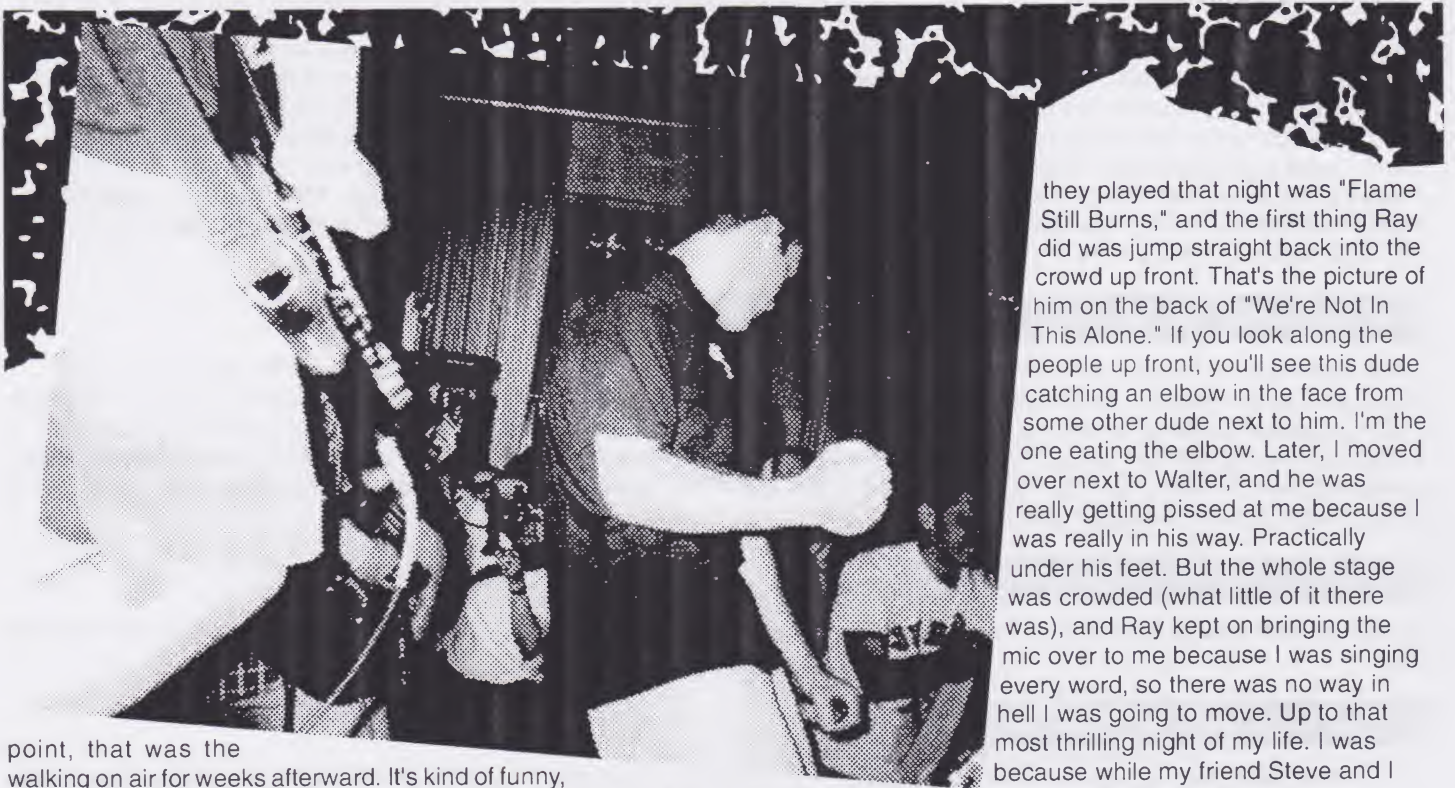 they played that night was "Flame
Still Burns," and the first thing Ray
did was jump straight back into the
crowd up front. That's the picture of
him on the back of "We're Not In
This Alone." If you look along the
people up front, you'll see this dude
catching an elbow in the face from
some other dude next to him. I'm the
one eating the elbow. Later, I moved
over next to Walter, and he was
really getting pissed at me because I
was really in his way. Practically
under his feet. But the whole stage
was crowded (what little of it there
was), and Ray kept on bringing the
mic over to me because I was singing
every word, so there was no way in
hell I was going to move. Up to that
point, that was the
most thrilling night of my life. I was
walking on air for weeks afterward. It's kind of funny,
because while my friend Steve and I